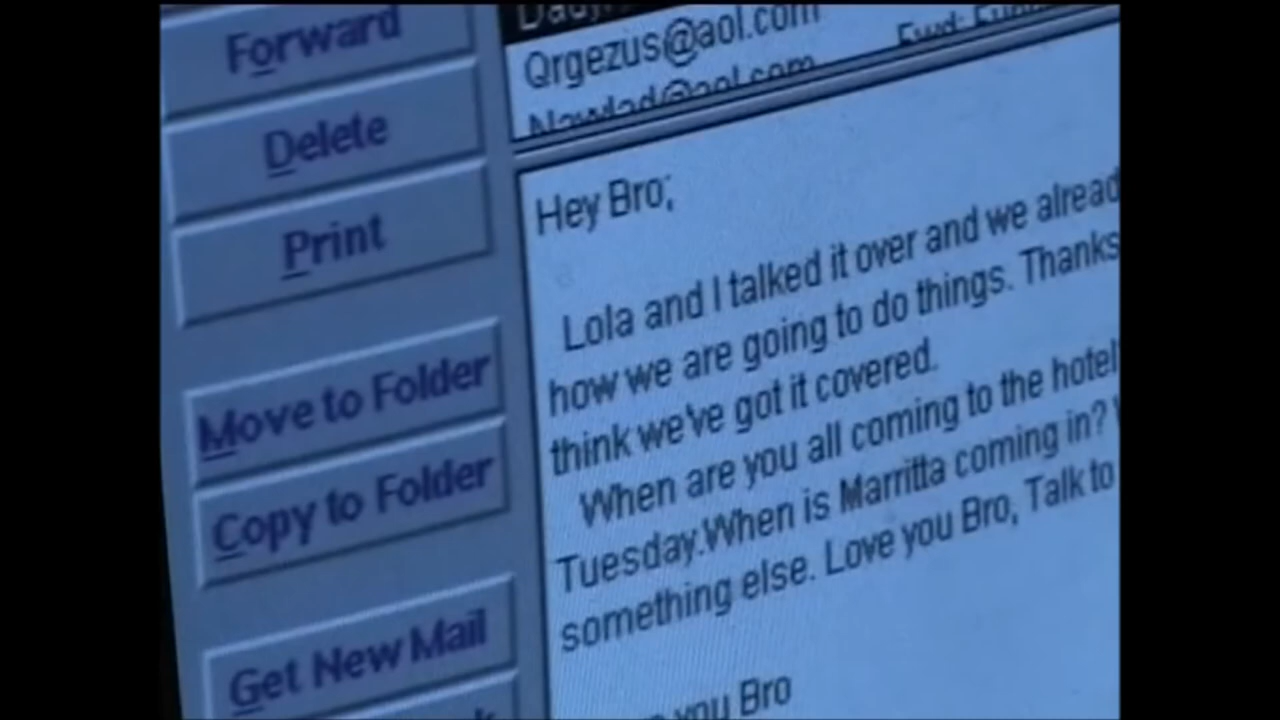 Forward
Delete
Print
Move to Folder
Copy to Folder
Get New Mail
Qrgezus@aol.com
Fwd:
Hey Bro;
Lola and I talked it over and we alread
how we are going to do things. Thanks
think we've got it covered.
When are you all coming to the hotel
Tuesday.When is Marritta coming in?
something else. Love you Bro, Talk to
you Bro